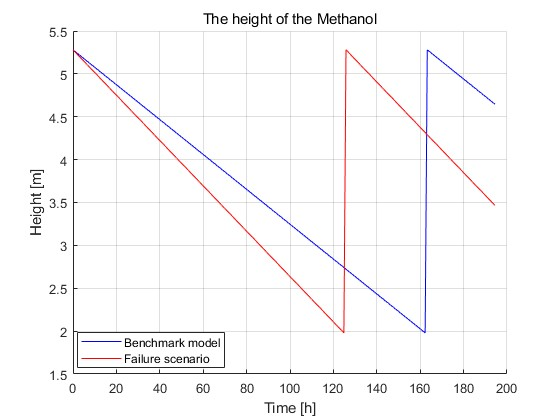 The height of the Methanol
Height [m]
5.5
5
4.5
4
3.5
3
2.5
2
1.5
Benchmark model
Failure scenario
0 20 40 60 80 100 120 140 160 180 200
Time [h]